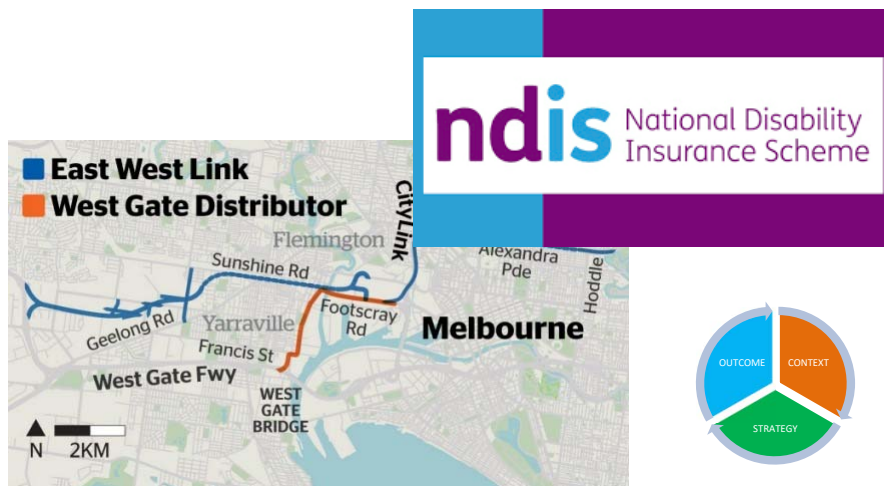 ndis National Disability
Insurance Scheme
East West Link
West Gate Distributor
CityLink
Flemington
Alexandra
Pde
Hoddle
Sunshine Rd
Geelong Rd
Yarraville
Footscray
Rd
Francis St
Melbourne
West Gate Fwy
WEST
GATE
BRIDGE
N 2KM
OUTCOME
CONTEXT
STRATEGY